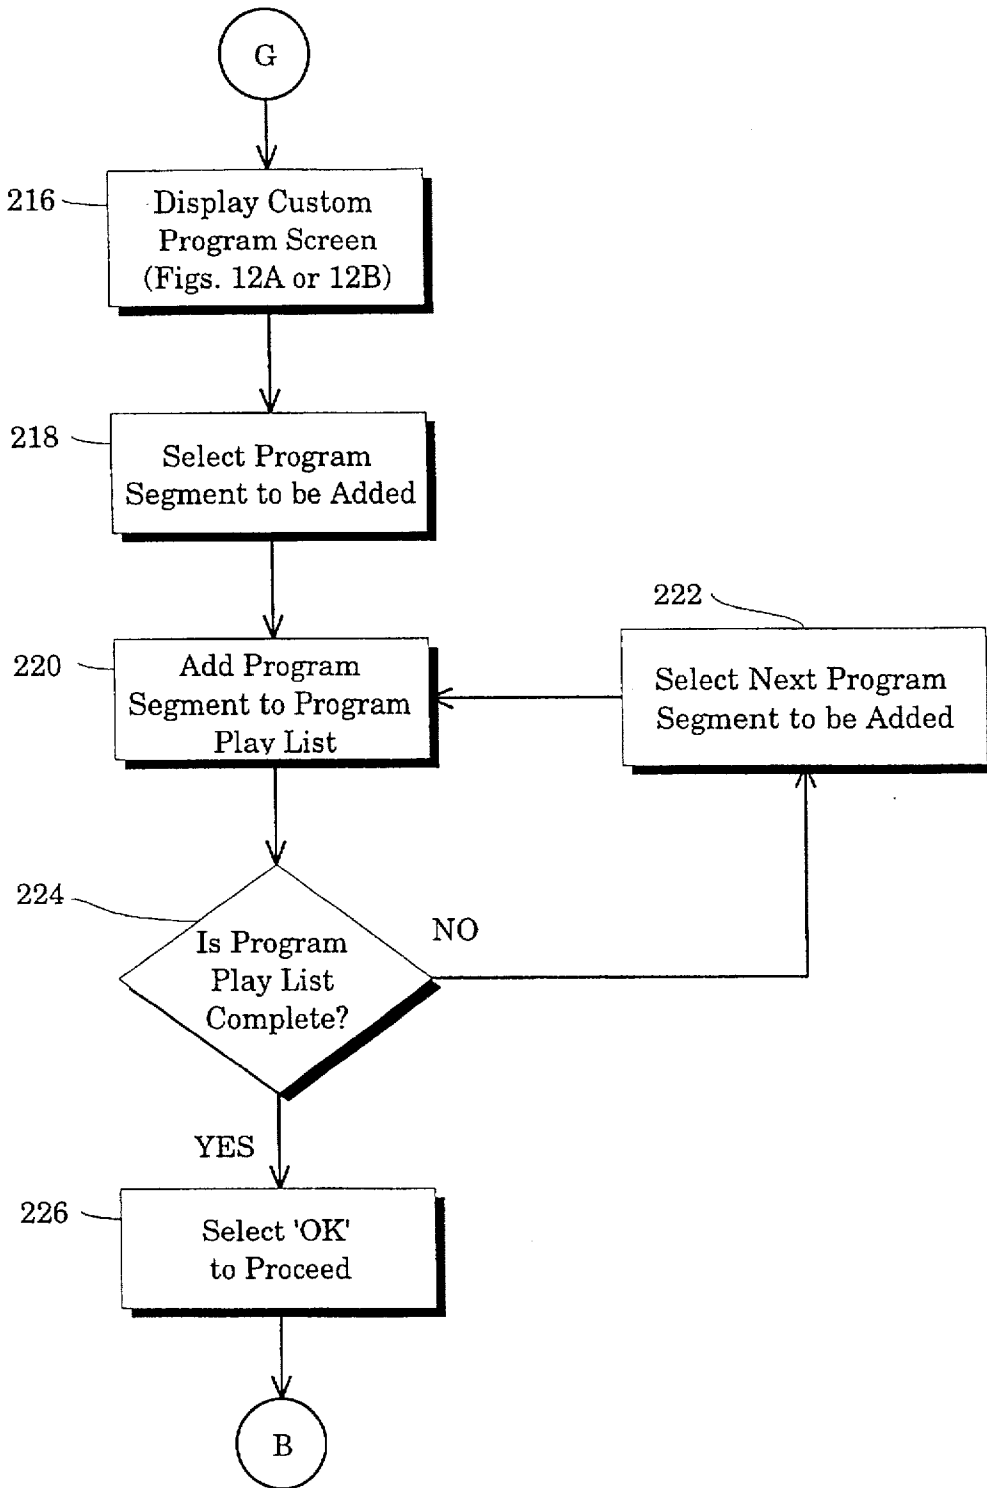 G
216
Display Custom
Program Screen
(Figs. 12A or 12B)
218
Select Program
Segment to be Added
222
220
Add Program
Segment to Program
Play List
Select Next Program
Segment to be Added
224
Is Program
Play List
Complete?
NO
YES
226
Select 'OK'
to Proceed
B